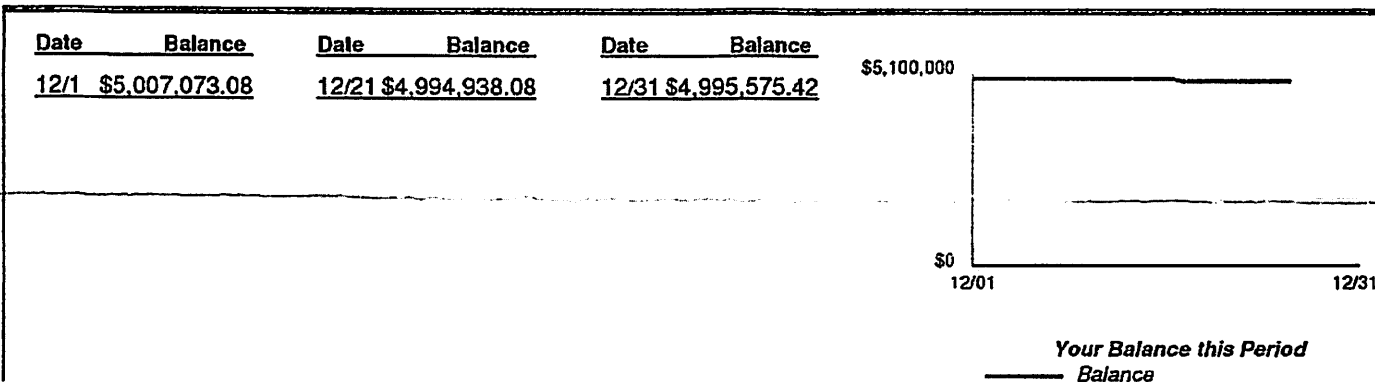 Date Balance Date Balance Date Balance
12/1 $5,007,073.08 12/21 $4,994,938.08 12/31 $4,995,575.42
$5,100,000
$0
12/01 12/31
Your Balance this Period
Balance